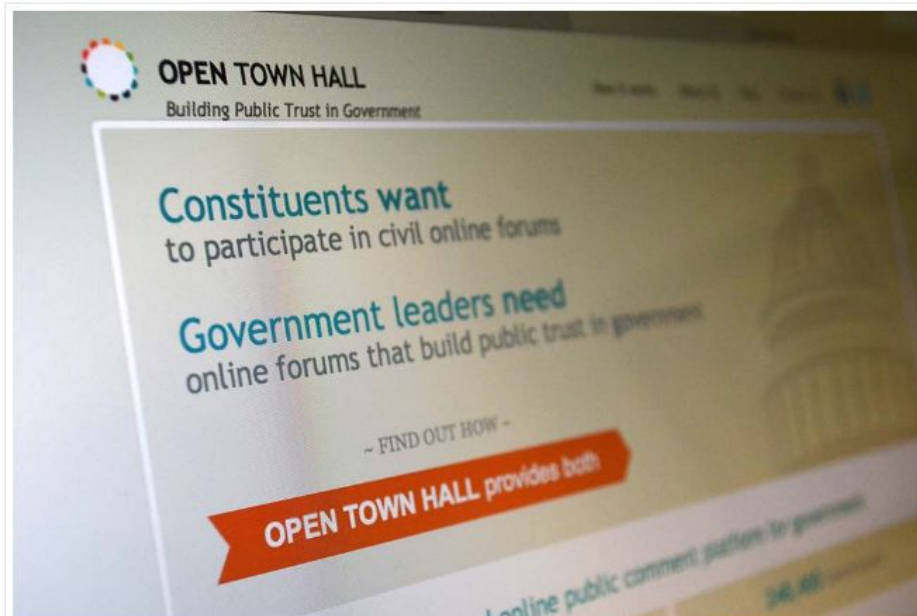 OPEN TOWN HALL
Building Public Trust in Government
Constituents want
to participate in civil online forums
Government leaders need
online forums that build public trust in government
~ FIND OUT HOW ~
OPEN TOWN HALL provides both
online public comment platform for government